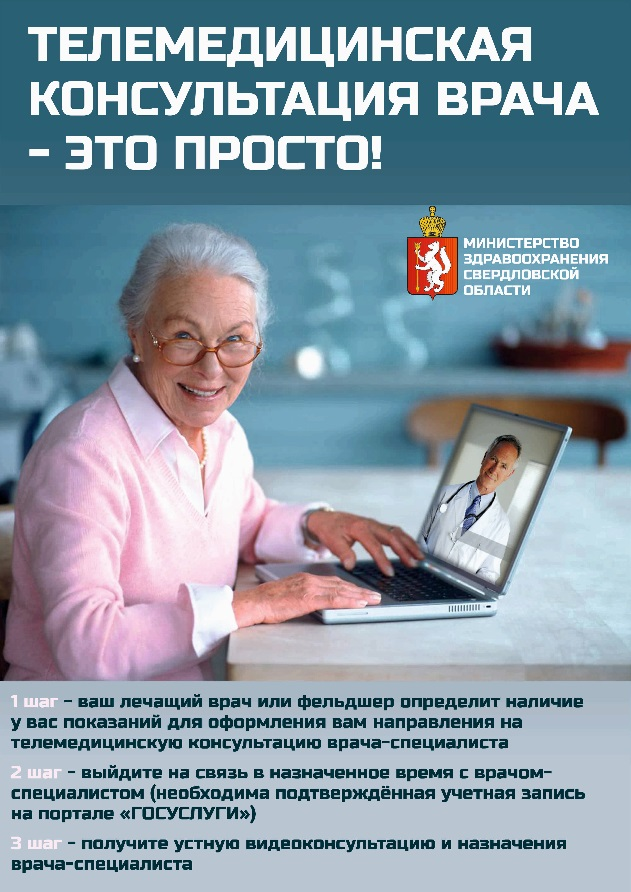 ТЕЛЕМЕДИЦИНСКАЯ
КОНСУЛЬТАЦИЯ ВРАЧА
- ЭТО ПРОСТО!
МИНИСТЕРСТВО
ЗДРАВООХРАНЕНИЯ
СВЕРДЛОВСКОЙ
ОБЛАСТИ
1 шаг - ваш лечащий врач или фельдшер определит наличие
у вас показаний для оформления вам направления на
телемедицинскую консультацию врача-специалиста
2 шаг - выйдите на связь в назначенное время с врачом-
специалистом (необходима подтверждённая учетная запись
на портале «ГОСУСЛУГИ»)
3 шаг - получите устную видеоконсультацию и назначения
врача-специалиста